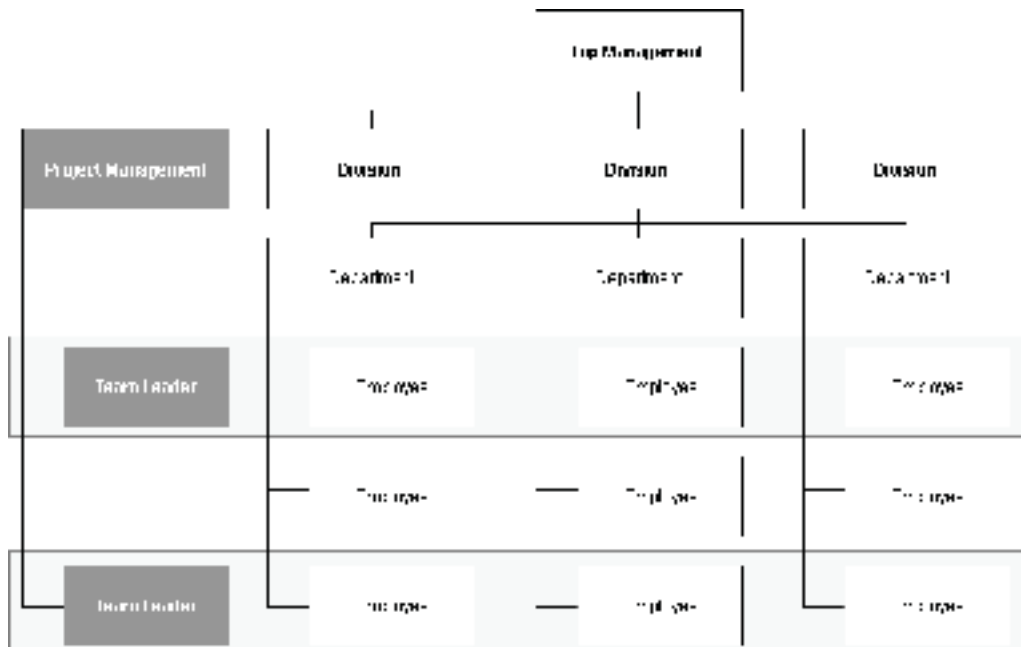 Top Management
Project Management
Division
Division
Division
Department
Department
Department
Team Leader
Employee
Employee
Employee
Employee
Employee
Employee
Team Leader
Employee
Employee
Employee